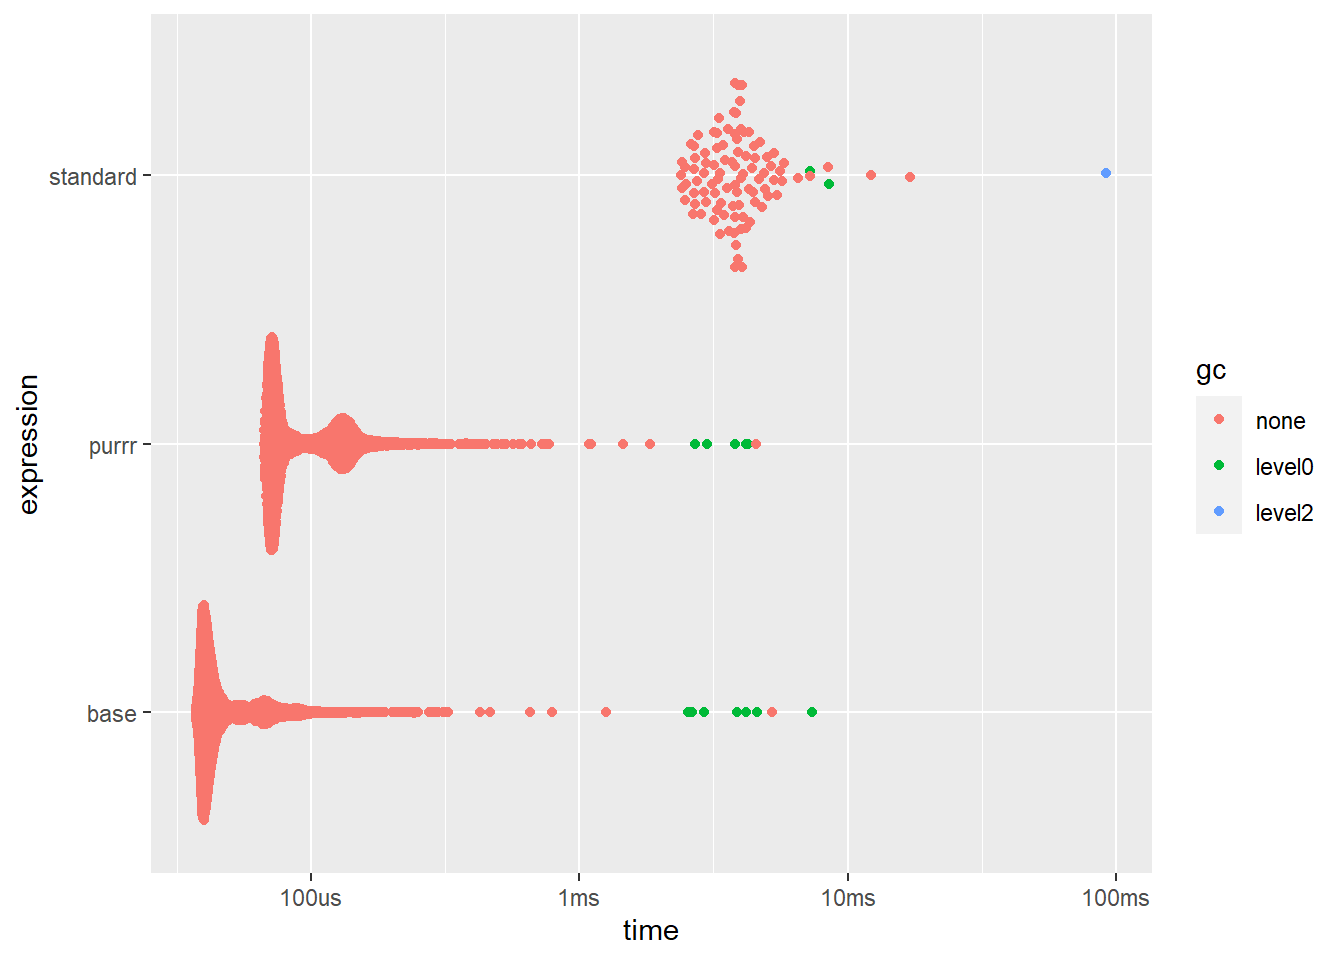 standard
purrr
base
expression
100us
1ms
10ms
100ms
time
gc
none
level0
level2